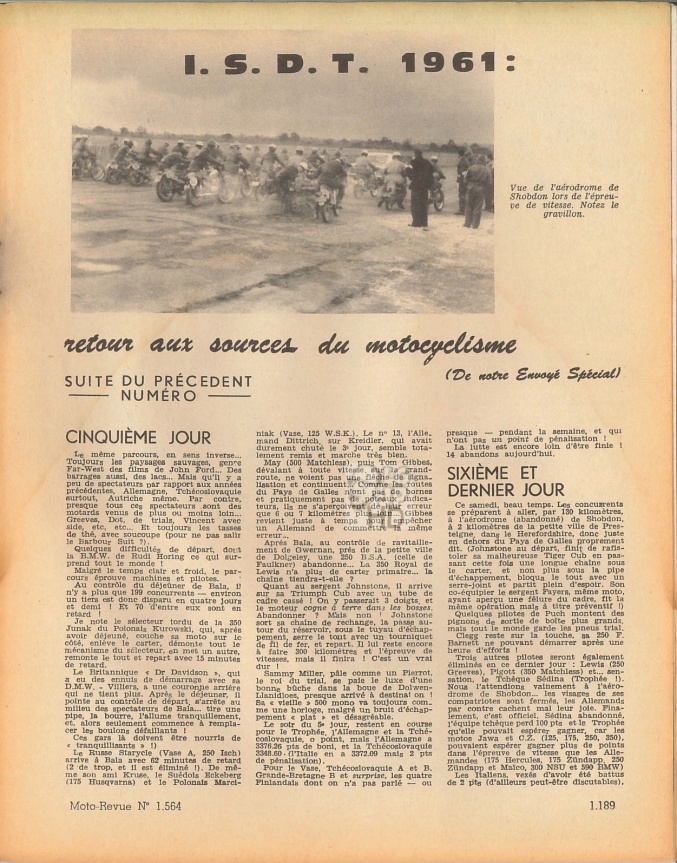 I. S. D. T. 1961 :
Vue de l'aérodrome de
Shobdon lors de l'épreu-
ve de vitesse. Notez le
gravillon.
retour aux sources du motocyclisme
(De notre Envoyé Spécial)
SUITE DU PRÉCEDENT
NUMÉRO
CINQUIÈME JOUR
Le même parcours, en sens inverse...
Toujours les paysages sauvages, genre
Far-West des films de John Ford... Des
barrages aussi, des lacs... Mais qu'il y a
peu de spectateurs par rapport aux années
précédentes, Allemagne, Tchécoslovaquie
surtout, Autriche même. Par contre,
presque tous ces spectateurs sont des
motards venus de plus ou moins loin...
Greeves, Dot, de trials, Vincent avec
side, etc, etc... Et toujours les tasses
de thé, avec soucoupe (pour ne pas salir
le Barbour Suit ?).
Quelques difficultés de départ, dont
la B.M.W. de Rudi Horing ce qui sur-
prend tout le monde !
Malgré le temps clair et froid, le par-
cours éprouve machines et pilotes.
Au contrôle du déjeuner de Bala, il
n'y a plus que 199 concurrents — environ
un tiers est donc disparu en quatre jours
et demi ! Et 70 d'entre eux sont en
retard !
Je note le sélecteur tordu de la 350
Junak du Polonais Kurowski, qui, après
avoir déjeuné, couche sa moto sur le
côté, enlève le carter, démonte tout le
mécanisme du sélecteur, en met un autre,
remonte le tout et repart avec 15 minutes
de retard.
Le Britannique « Dr Davidson », qui
a eu des ennuis de démarrage avec sa
D.M.W. - Villiers, a une couronne arrière
qui ne tient plus. Après le déjeuner, il
pointe au contrôle de départ, s'arrête au
milieu des spectateurs de Bala... tire une
pipe, la bourre, l'allume tranquillement,
et, alors seulement commence à rempla-
cer les boulons défaillants !
Ces gars là doivent être nourris de
« tranquillisants » !)
Le Russe Starycle (Vase A, 250 Isch)
arrive à Bala avec 62 minutes de retard
(2 de trop, et il est éliminé !). De mê-
me son ami Kruse, le Suédois Eckeberg
(175 Husqvarna) et le Polonais Marci-
niak (Vase, 125 W.S.K.). Le n° 13, l'Alle-
mand Dittrich, sur Kreidler, qui avait
durement chuté le 3e jour, semble tota-
lement remis et marche très bien.
May (500 Matchless), puis Tom Gibbes,
dévalant à toute vitesse une grand-
route, ne voient pas la flèche de signa-
lisation et continuent. Comme les routes
du Pays de Galles n'ont pas de bonne
et pratiquement pas de poteaux indica-
teurs, ils ne s'aperçoivent de leur erreur
que 6 ou 7 kilomètres plus loin. Gibbes
revient juste à temps pour empêcher
un Allemand de commettre la même
erreur...
Après Bala, au contrôle de ravitaille-
ment de Gwernan, près de la petite ville
de Dolgeley, une 250 B.S.A. (celle de
Faulkner) abandonne... La 350 Royal de
Lewis n'a plus de carter primaire... la
chaîne tiendra-t-elle ?
Quant au sergent Johnstone, il arrive
sur sa Triumph Cub avec un tube de
cadre cassé ! On y passerait 3 doigts, et
le moteur cogne à terre dans les bosses.
Abandonner ? Mais non ! Johnstone
sort sa chaîne de rechange, la passe au-
tour du réservoir, sous le tuyau d'échap-
pement, serre le tout avec un tourniquet
de fil de fer, et repart. Il lui reste encore
à faire 300 kilomètres et l'épreuve de
vitesses, mais il finira ! C'est un vrai
dur !
Sammy Miller, pâle comme un Pierrot,
le roi du trial, se paie le luxe d'une
bonne bûche dans la boue de Dolwen-
Llanidloes, presque arrivé à destination !
Sa « vieille » 500 mono va toujours com-
me une horloge, malgré un bruit d'échap-
pement « plat » et désagréable.
Le soir du 5e jour, restent en course
pour le Trophée, l'Allemagne et la Tché-
coslovaquie, o point, mais l'Allemagne a
3376.26 pts de boni, et la Tchécoslovaquie
3348.60 (l'Italie en a 3372.09 mais 2 pts
de pénalisation).
Pour le Vase, Tchécoslovaquie A et B,
Grande-Bretagne B et surprise, les quatre
Finlandais dont on n'a pas parlé — ou
presque — pendant la semaine, et qui
n'ont pas un point de pénalisation !
La lutte est encore loin d'être finie !
14 abandons aujourd'hui.
SIXIÈME ET
DERNIER JOUR
Ce samedi, beau temps. Les concurrents
se préparent à aller, par 130 kilomètres,
à l'aérodrome (abandonné) de Shobdon,
à 2 kilomètres de la petite ville de Pres-
teigne, dans le Herefordshire, donc juste
en dehors du Pays de Galles proprement
dit. (Johnstone au départ, finit de rafis-
toler sa malheureuse Tiger Cub en pas-
sant cette fois une longue chaîne sous
le carter, et non plus sous la pipe
d'échappement, bloque le tout avec un
serre-joint et partit plein d'espoir. Son
co-équipier le sergent Payers, même moto,
ayant aperçu une fêlure du cadre, fit la
même opération mais à titre préventif !)
Quelques pilotes de Puch montent des
pignons de sortie de boîte plus grands,
mais tout le monde garde les pneus trial.
Clegg reste sur la touche, sa 250 F.
Barnett ne pouvant démarrer après une
heure d'efforts !
Trois autres pilotes seront également
éliminés en ce dernier jour : Lewis (250
Greeves), Pigott (350 Matchless) et... sen-
sation, le Tchèque Sédina (Trophée !).
Nous l'attendions vainement à l'aéro-
drome de Shobdon... les visages de ses
compatriotes sont fermés, les Allemands
par contre cachent mal leur joie. Fina-
lement, c'est officiel, Sédina abandonné,
l'équipe tchèque perd 100 pts et le Trophée
qu'elle pouvait espérer gagner, car les
motos Jawa et C.Z. (125, 175, 250, 350),
pouvaient espérer gagner plus de points
dans l'épreuve de vitesse que les Alle-
mandes (175 Hercules, 175 Zündapp, 250
Zündapp et Maïco, 300 NSU et 590 BMW)
Les Italiens, vexés d'avoir été battus
de 2 pts (d'ailleurs peut-être discutables),
Moto-Revue N° 1.564
1.189